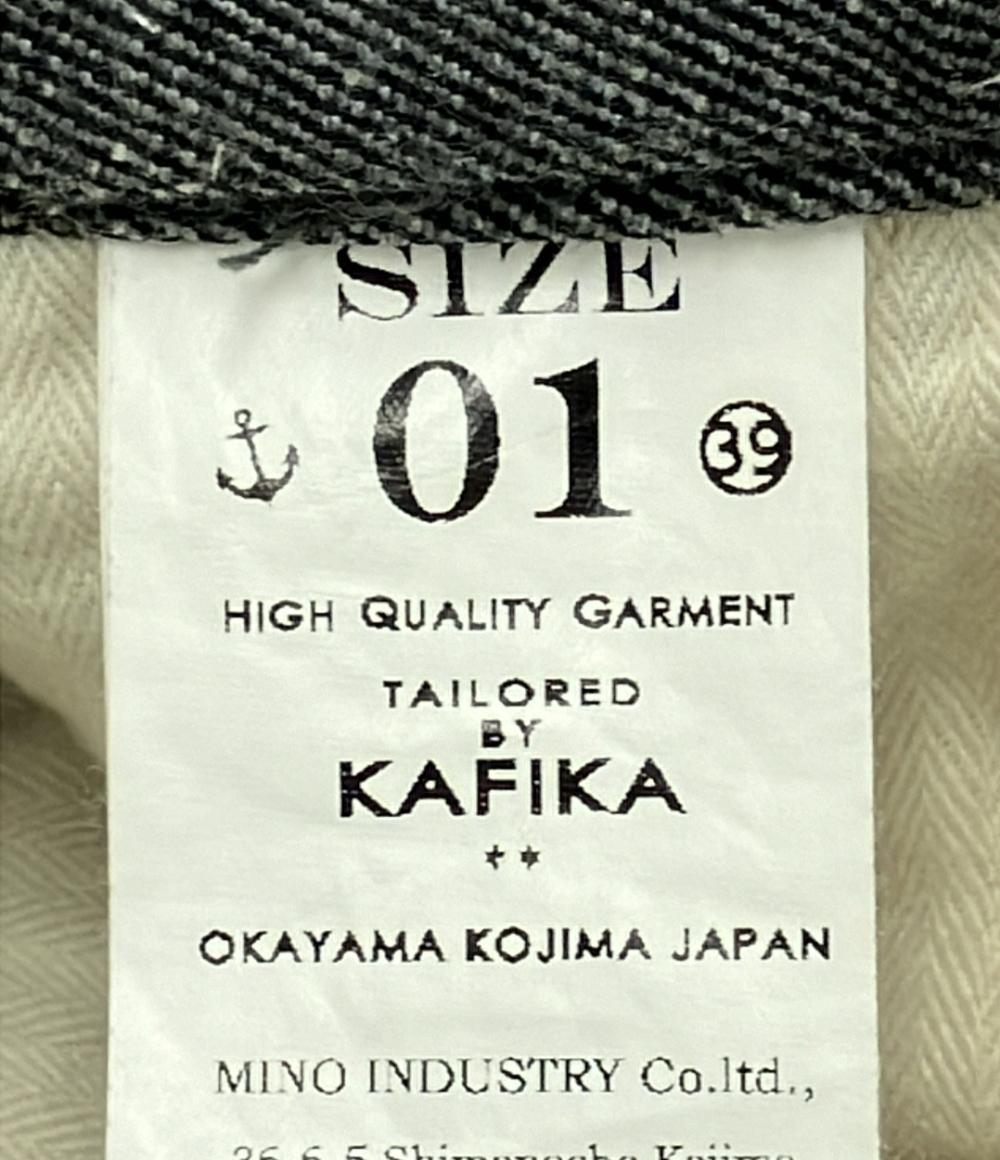 SIZE
01
39
HIGH QUALITY GARMENT
TAILORED
BY
KAFIKA
OKAYAMA KOJIMA JAPAN
MINO INDUSTRY Co.ltd.,